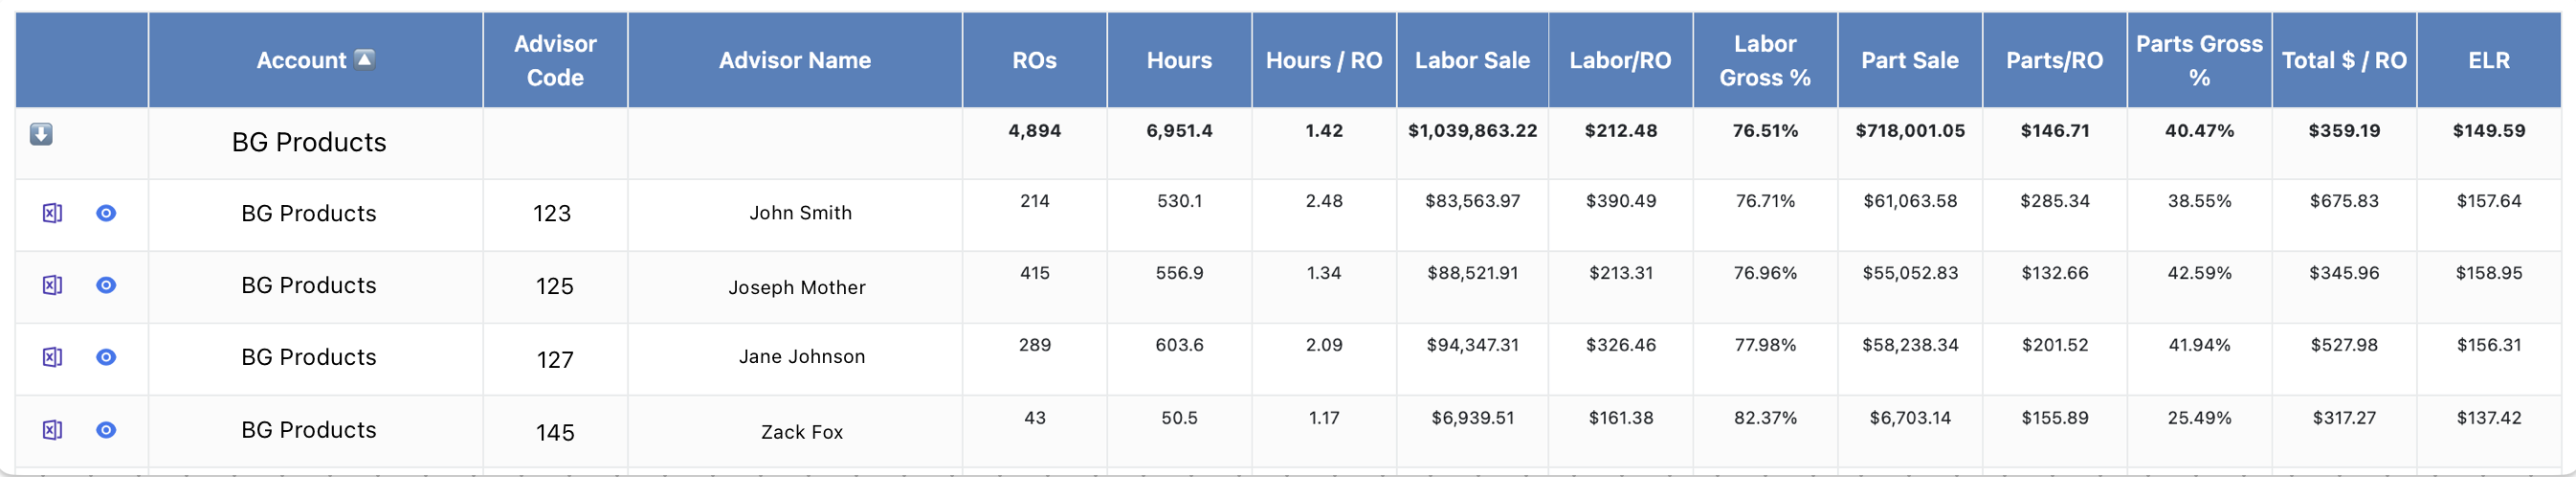 Account Advisor Code Advisor Name ROs Hours Hours / RO Labor Sale Labor/RO Labor Gross % Part Sale Parts/RO Parts Gross % Total $ / RO ELR
BG Products 4,894 6,951.4 1.42 $1,039,863.22 $212.48 76.51% $718,001.05 $146.71 40.47% $359.19 $149.59
BG Products 123 John Smith 214 530.1 2.48 $83,563.97 $390.49 76.71% $61,063.58 $285.34 38.55% $675.83 $157.64
BG Products 125 Joseph Mother 415 556.9 1.34 $88,521.91 $213.31 76.96% $55,052.83 $132.66 42.59% $345.96 $158.95
BG Products 127 Jane Johnson 289 603.6 2.09 $94,347.31 $326.46 77.98% $58,238.34 $201.52 41.94% $527.98 $156.31
BG Products 145 Zack Fox 43 50.5 1.17 $6,939.51 $161.38 82.37% $6,703.14 $155.89 25.49% $317.27 $137.42